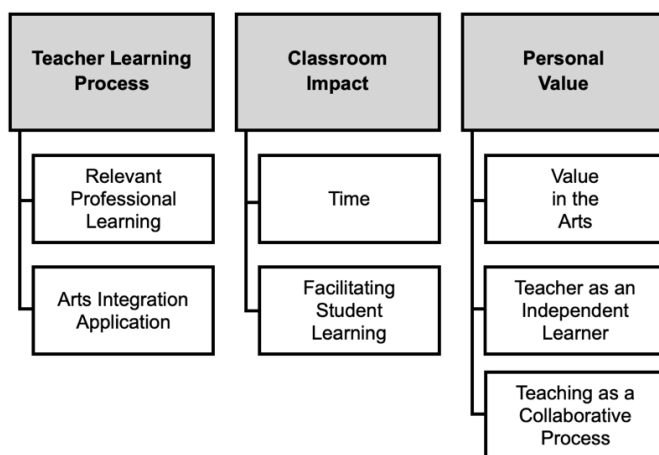 Teacher Learning
Process
Relevant
Professional
Learning
Arts Integration
Application
Classroom
Impact
Time
Facilitating
Student
Learning
Personal
Value
Value
in the
Arts
Teacher as an
Independent
Learner
Teaching as a
Collaborative
Process